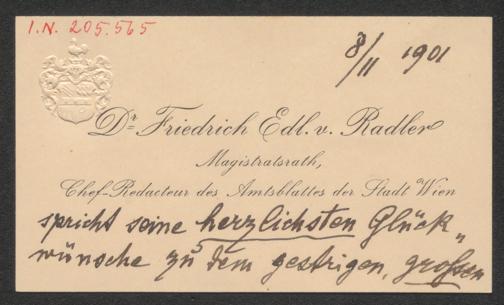 I.N. 205.565
8/11 1901
Dr. Friedrich Edl. v. Radler
Magistratsrath,
Chef-Redacteur des Amtsblattes der Stadt Wien
spricht seine herzlichsten Glück„
wünsche zu dem gestrigen, grossen